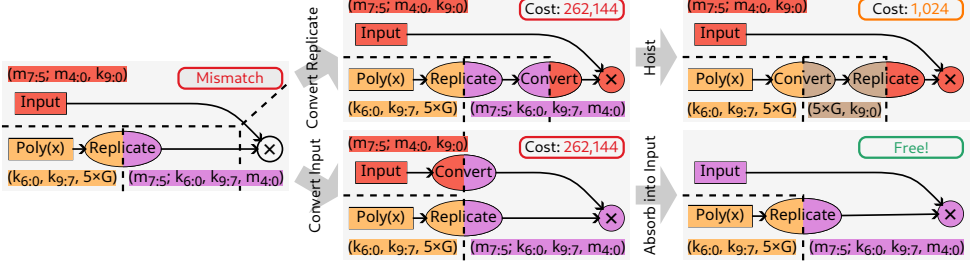 (m7:5; m4:0, k9:0)
Mismatch
Input
Poly(x)
Replicate
×
(k6:0, k9:7, 5×G)
(m7:5; k6:0, k9:7, m4:0)
Convert Replicate
Convert Input
(m7:5; m4:0, k9:0)
Cost: 262,144
Input
Poly(x)
Replicate
Convert
×
(k6:0, k9:7, 5×G)
(m7:5; k6:0, k9:7, m4:0)
(m7:5; m4:0, k9:0)
Cost: 262,144
Input
Convert
Poly(x)
Replicate
×
(k6:0, k9:7, 5×G)
(m7:5; k6:0, k9:7, m4:0)
Hoist
Absorb into Input
(m7:5; m4:0, k9:0)
Cost: 1,024
Input
Poly(x)
Convert
Replicate
×
(k6:0, k9:7, 5×G)
(5×G, k9:0)
Free!
Input
Poly(x)
Replicate
×
(k6:0, k9:7, 5×G)
(m7:5; k6:0, k9:7, m4:0)